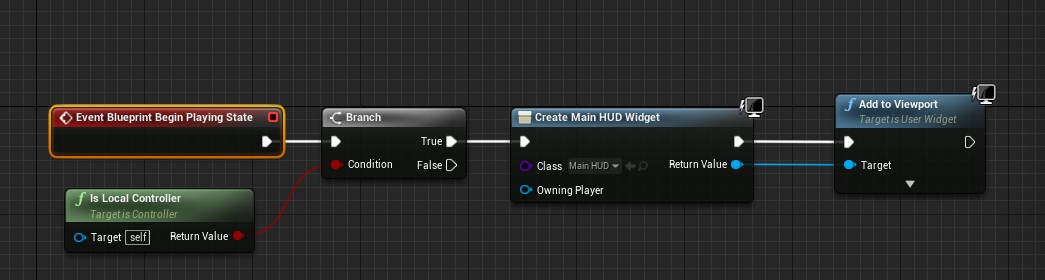 Event Blueprint Begin Playing State
Branch
True
Condition
False
Is Local Controller
Target is Controller
Target self
Return Value
Create Main HUD Widget
Class Main HUD
Return Value
Owning Player
Add to Viewport
Target is User Widget
Target